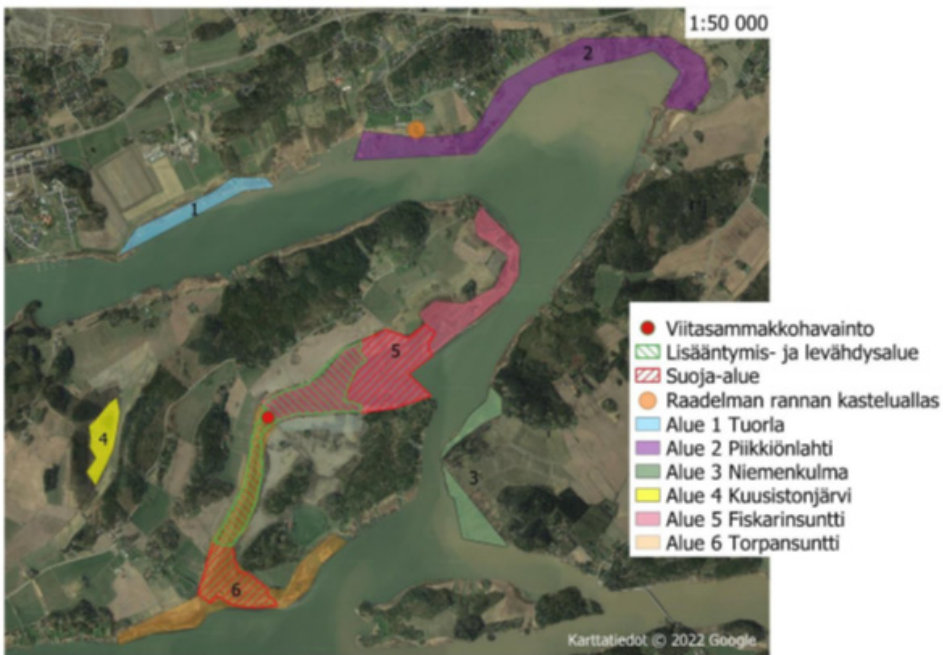 1:50 000
2
1
5
4
3
6
Viitasammakkohavainto
Lisääntymis- ja levähdysalue
Suoja-alue
Raadelman rannan kasteluallas
Alue 1 Tuorla
Alue 2 Piikkiönlahti
Alue 3 Niemenkulma
Alue 4 Kuusistonjärvi
Alue 5 Fiskarinsuntti
Alue 6 Torpansuntti
Karttatiedot © 2022 Google